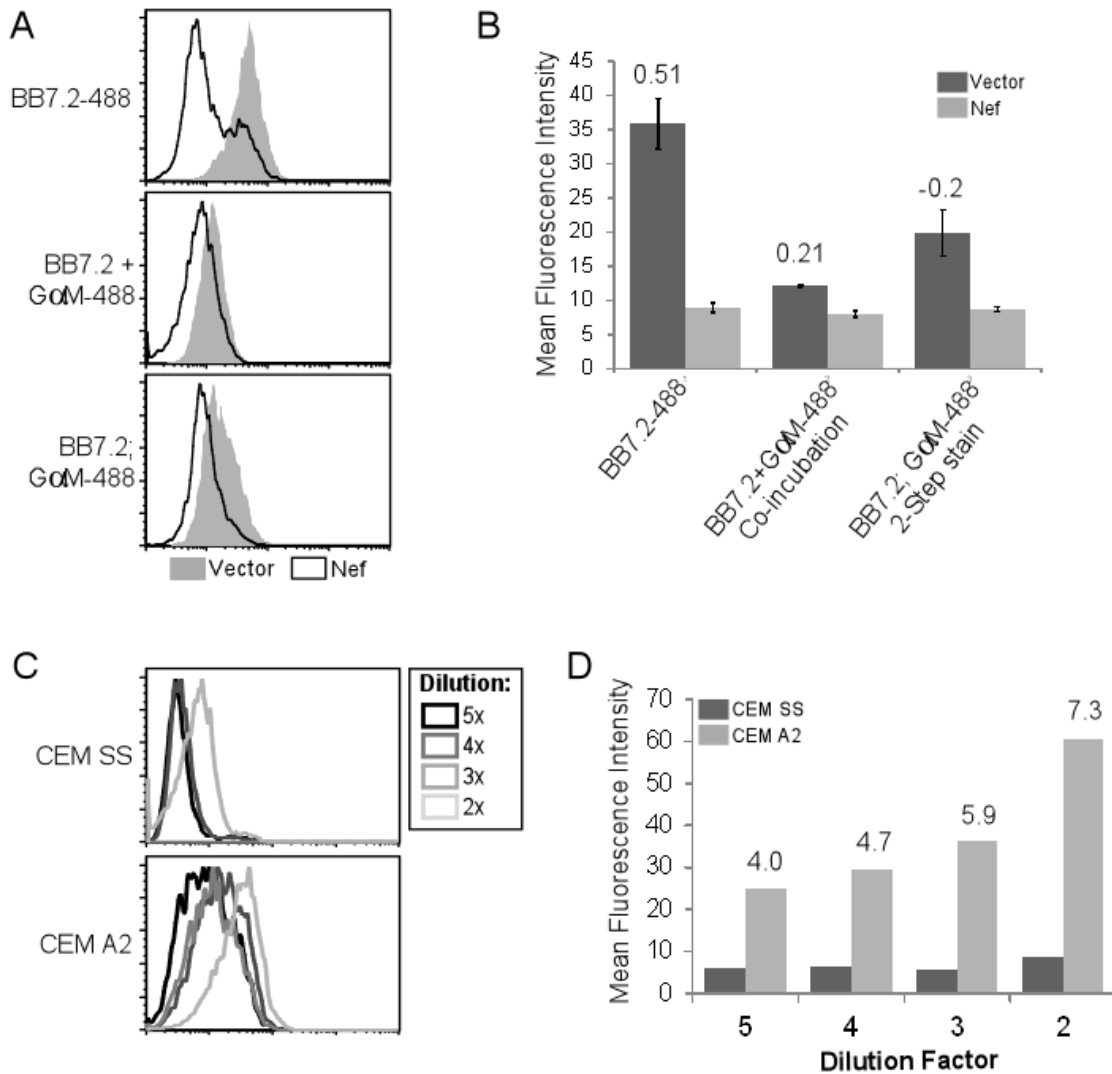 A
BB7.2-488
BB7.2 +
GαM-488
BB7.2;
GαM-488
Vector
Nef
B
Mean Fluorescence Intensity
45
40
35
30
25
20
15
10
5
0
0.51
0.21
-0.2
Vector
Nef
BB7.2-488
BB7.2+GαM-488
Co-incubation
BB7.2; GαM-488
2-Step stain
C
CEM SS
CEM A2
Dilution:
5x
4x
3x
2x
D
Mean Fluorescence Intensity
70
60
50
40
30
20
10
0
CEM SS
CEM A2
4.0
4.7
5.9
7.3
5
4
3
2
Dilution Factor